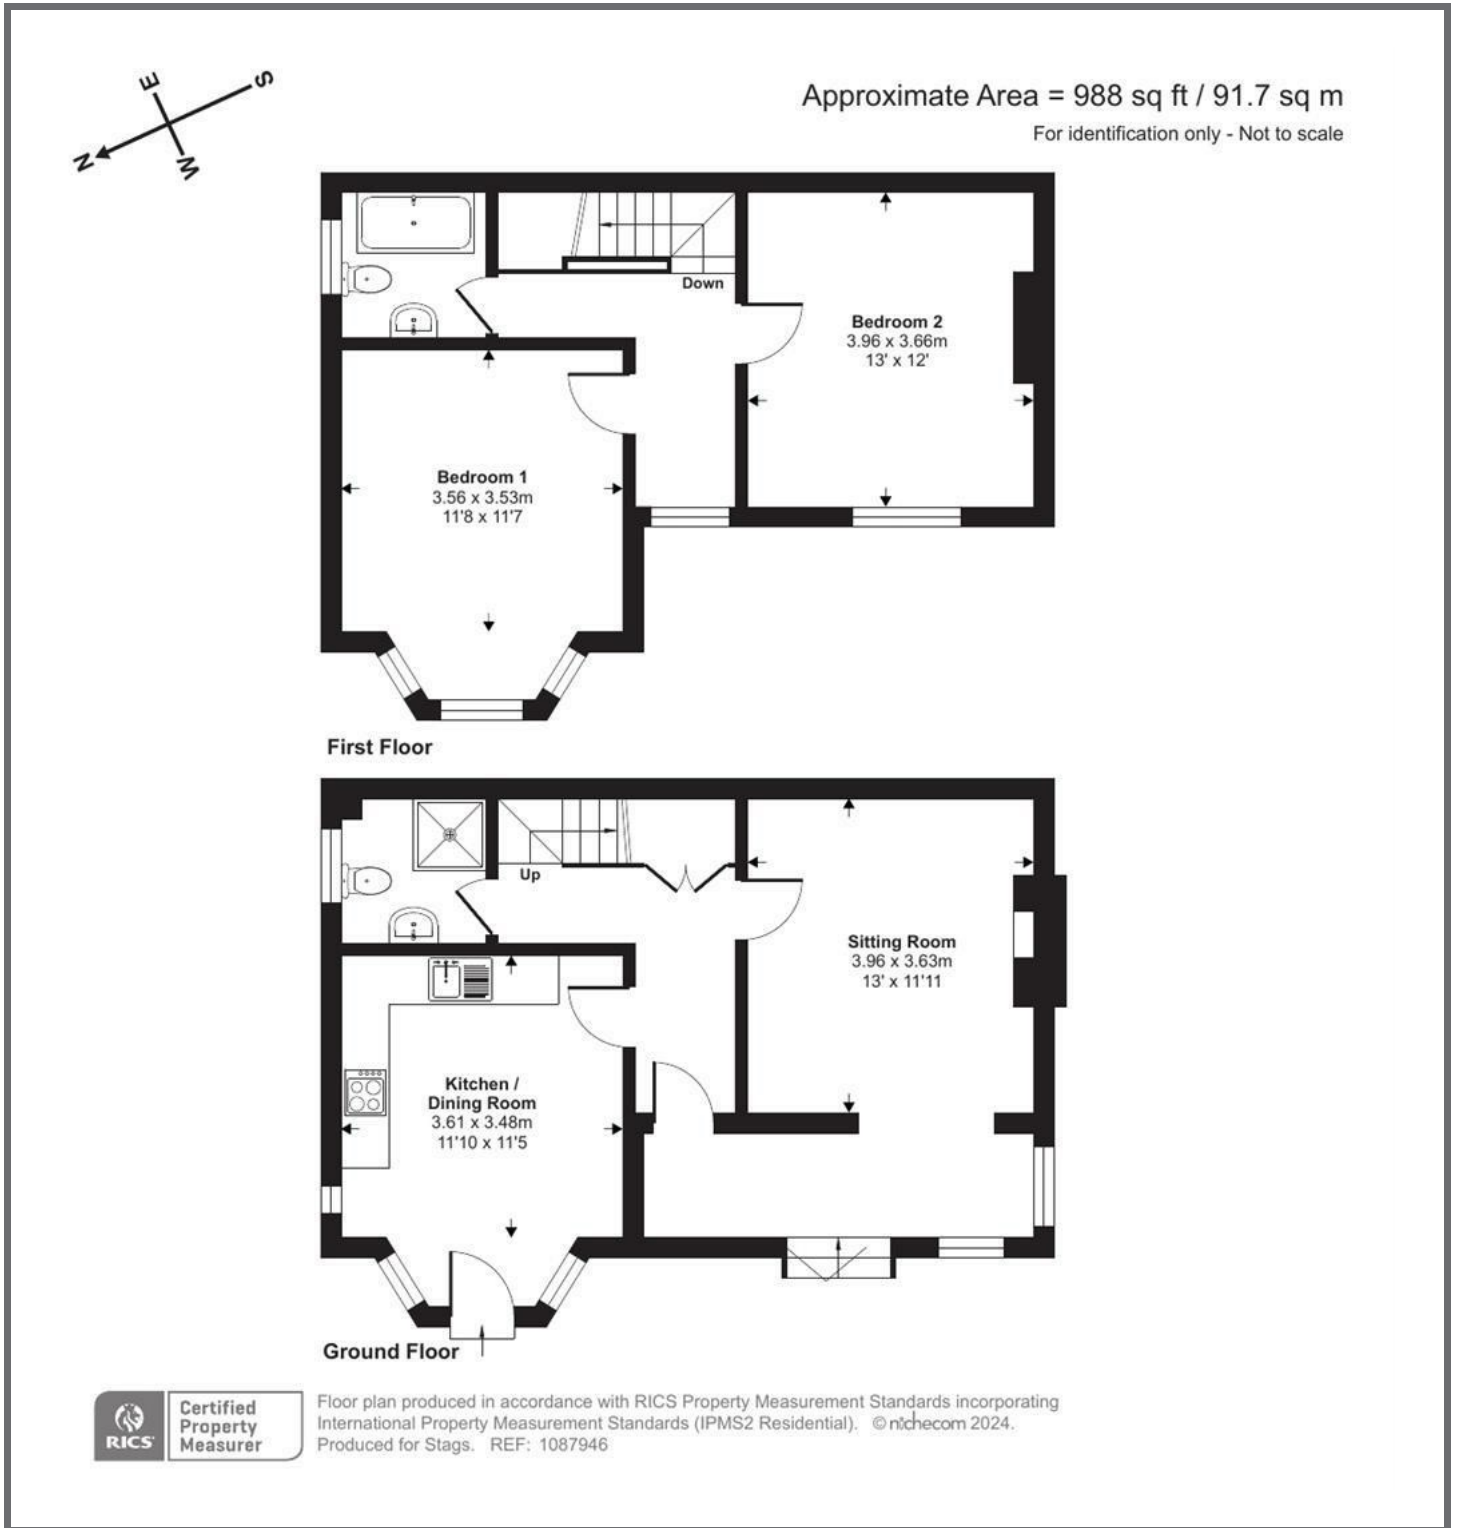 N
E
S
W
Approximate Area = 988 sq ft / 91.7 sq m
For identification only - Not to scale
Down
Bedroom 2
3.96 x 3.66m
13' x 12'
Bedroom 1
3.56 x 3.53m
11'8 x 11'7
First Floor
Up
Sitting Room
3.96 x 3.63m
13' x 11'11
Kitchen /
Dining Room
3.61 x 3.48m
11'10 x 11'5
Ground Floor
RICS
Certified
Property
Measurer
Floor plan produced in accordance with RICS Property Measurement Standards incorporating
International Property Measurement Standards (IPMS2 Residential). © nıchecom 2024.
Produced for Stags. REF: 1087946